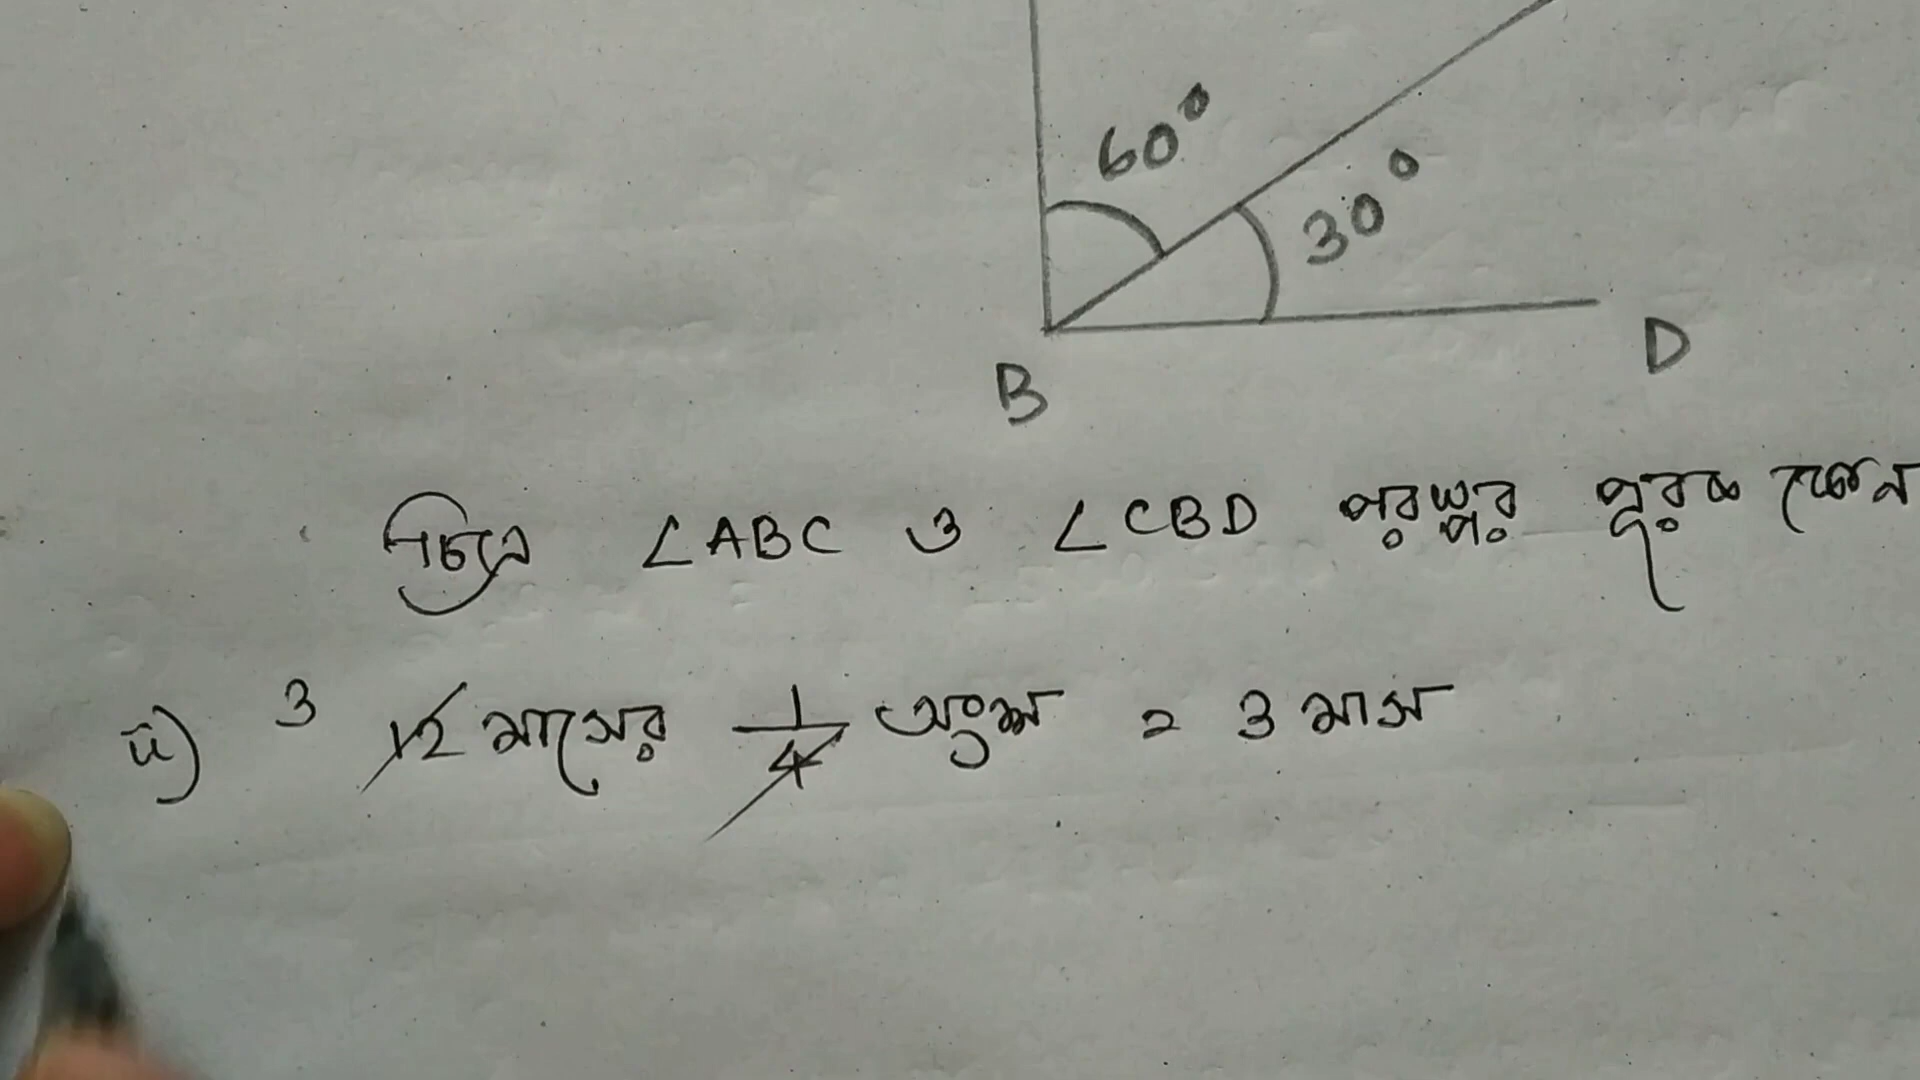 60°
30°
B
D
চিত্রে ∠ABC ও ∠CBD পরস্পর পূরক কোন
ii) 3 12 মাসের 1/4 অংশ = 3 মাস